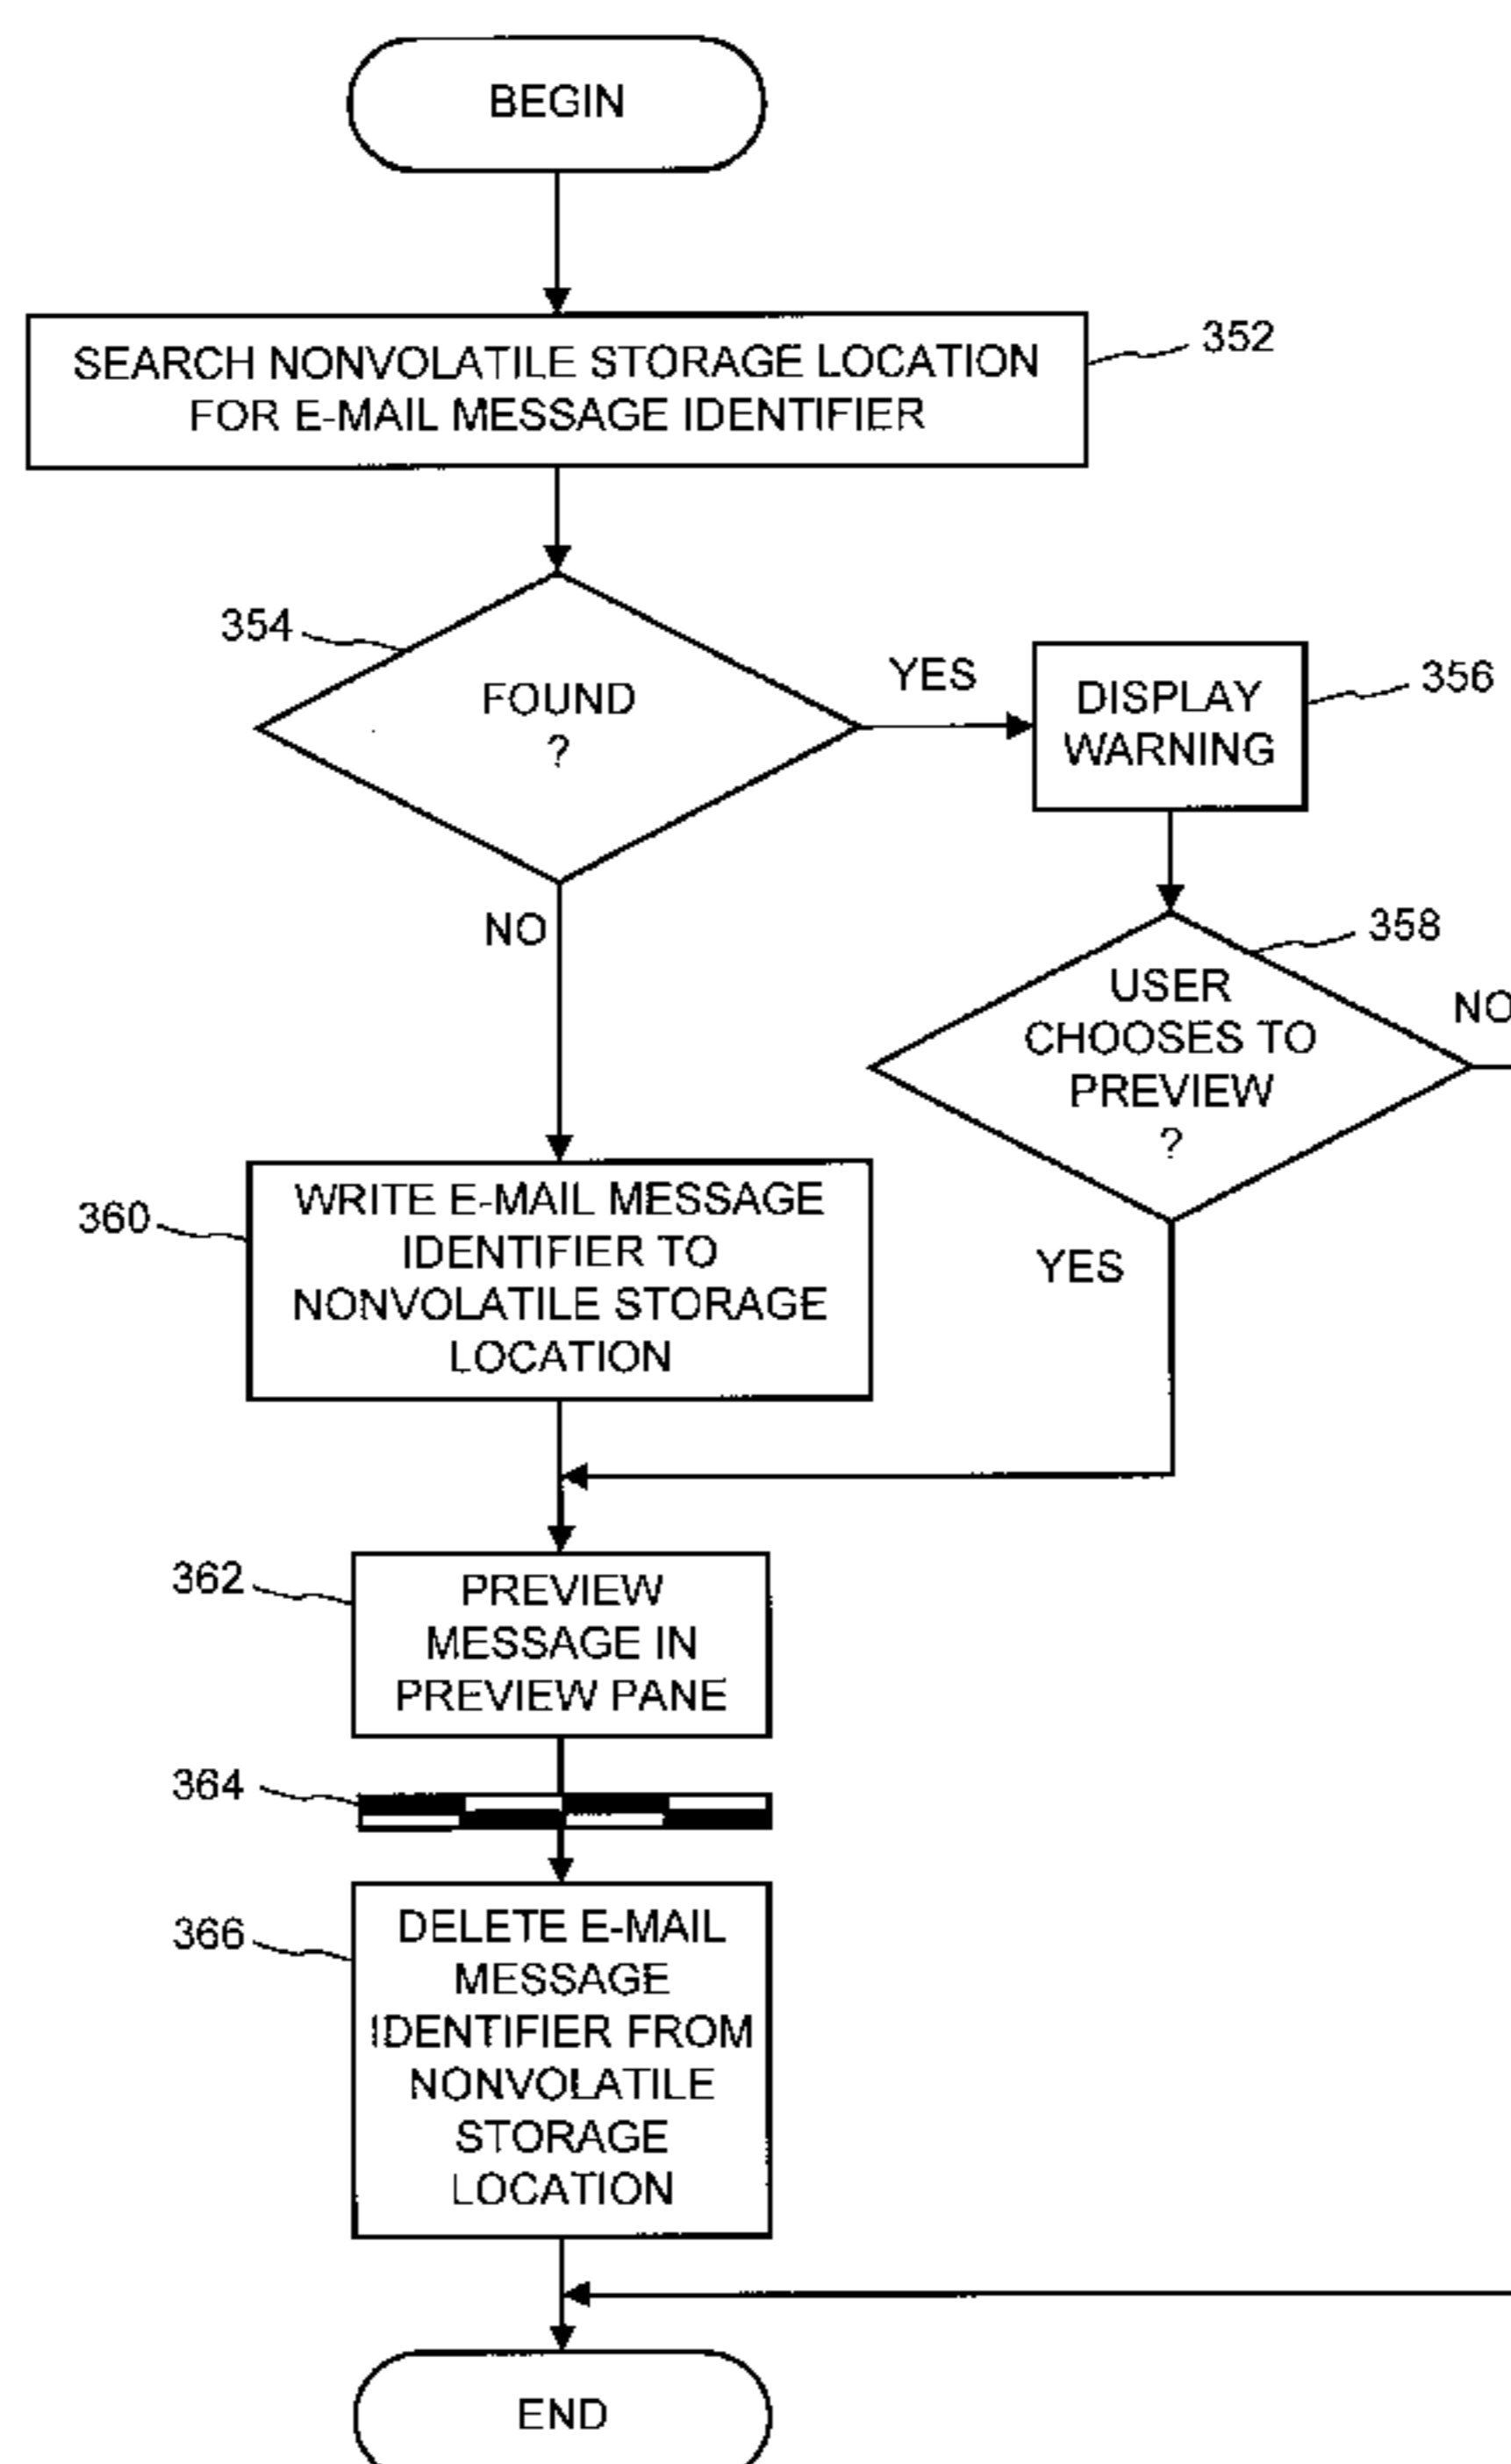 BEGIN
SEARCH NONVOLATILE STORAGE LOCATION
FOR E-MAIL MESSAGE IDENTIFIER
352
354
FOUND
?
YES
DISPLAY
WARNING
356
NO
358
USER
CHOOSES TO
PREVIEW
?
NO
YES
360
WRITE E-MAIL MESSAGE
IDENTIFIER TO
NONVOLATILE STORAGE
LOCATION
362
PREVIEW
MESSAGE IN
PREVIEW PANE
364
366
DELETE E-MAIL
MESSAGE
IDENTIFIER FROM
NONVOLATILE
STORAGE
LOCATION
END